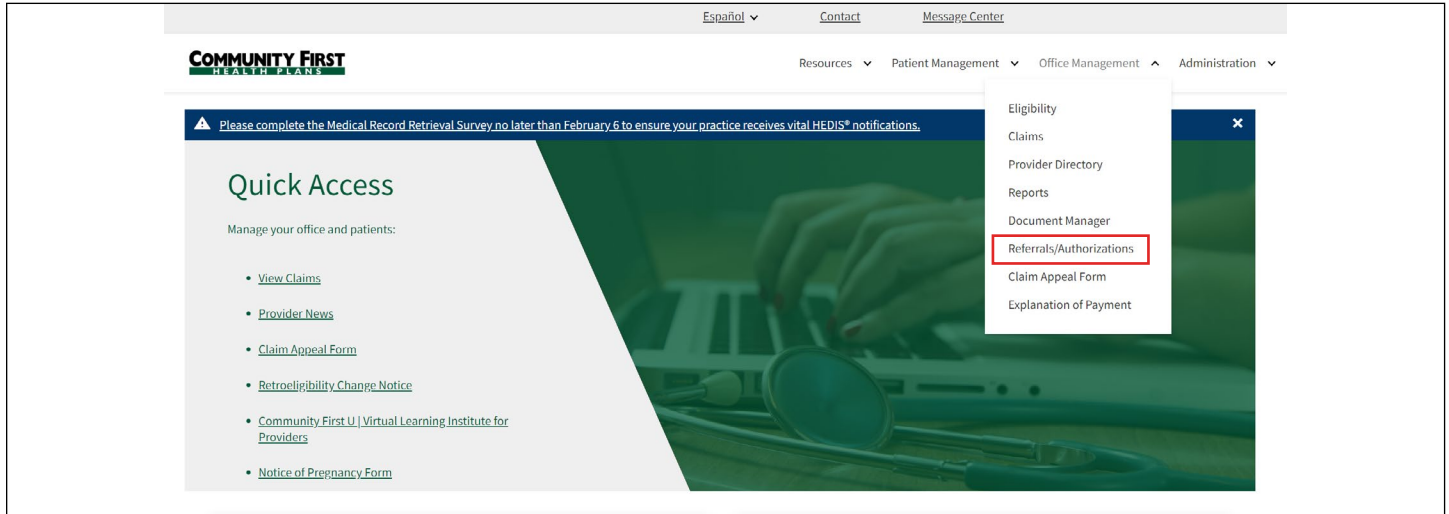 Español Contact Message Center
COMMUNITY FIRST
HEALTH PLANS
Resources Patient Management Office Management Administration
Please complete the Medical Record Retrieval Survey no later than February 6 to ensure your practice receives vital HEDIS® notifications.
Eligibility
Claims
Provider Directory
Reports
Document Manager
Referrals/Authorizations
Claim Appeal Form
Explanation of Payment
Quick Access
Manage your office and patients:
• View Claims
• Provider News
• Claim Appeal Form
• Retroeligibility Change Notice
• Community First U | Virtual Learning Institute for
Providers
• Notice of Pregnancy Form